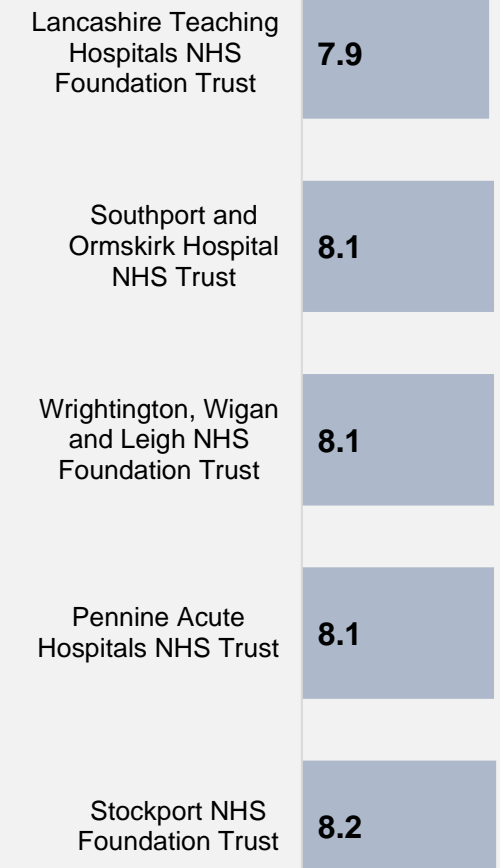 Lancashire Teaching
Hospitals NHS
Foundation Trust
7.9
Southport and
Ormskirk Hospital
NHS Trust
8.1
Wrightington, Wigan
and Leigh NHS
Foundation Trust
8.1
Pennine Acute
Hospitals NHS Trust
8.1
Stockport NHS
Foundation Trust
8.2